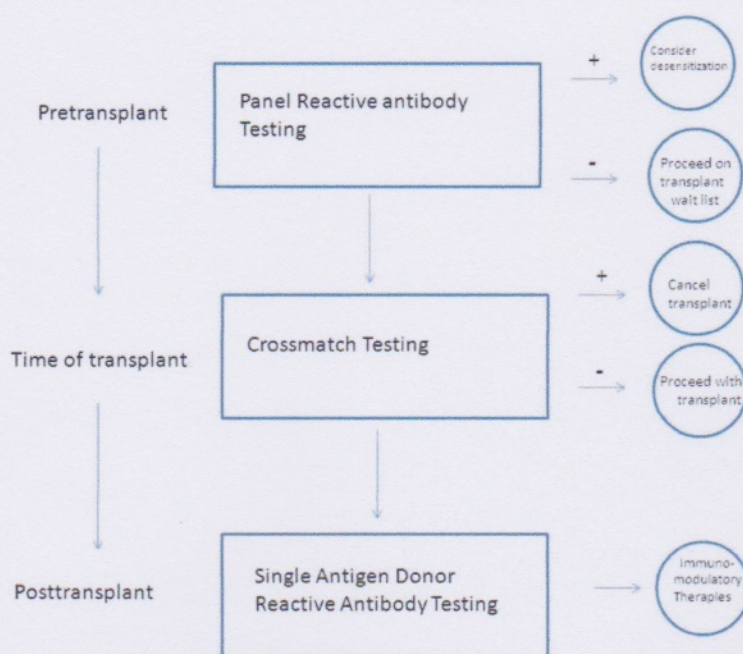 Pretransplant
Panel Reactive antibody
Testing
+
Consider
desensitization
-
Proceed on
transplant
wait list
Time of transplant
Crossmatch Testing
+
Cancel
transplant
-
Proceed with
transplant
Posttransplant
Single Antigen Donor
Reactive Antibody Testing
Immuno-
modulatory
Therapies